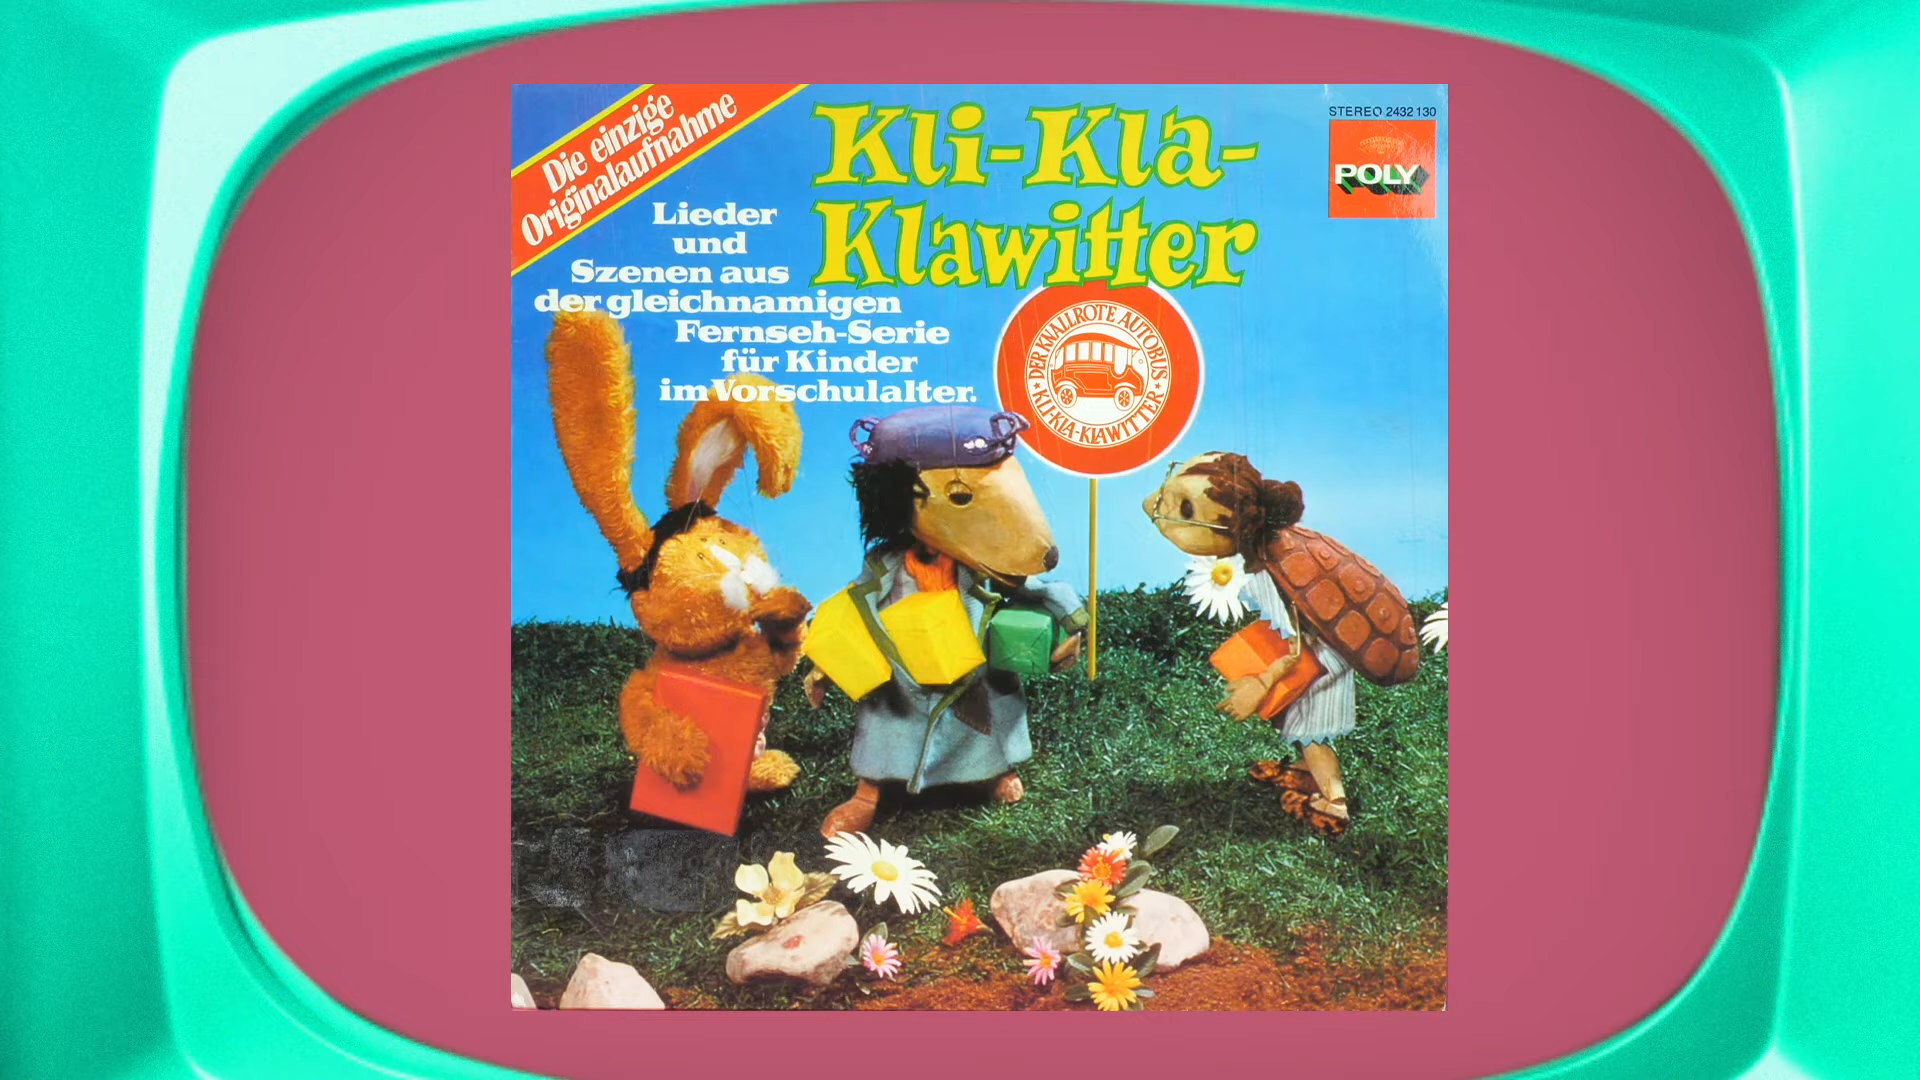 Die einzige
Originalaufnahme
Kli-Kla-
Klawitter
STEREO 2432 130
POLY
Lieder
und
Szenen aus
der gleichnamigen
Fernseh-Serie
für Kinder
im Vorschulalter.
DER KNALLROTE AUTOBUS
KLI-KLA-KLAWITTER